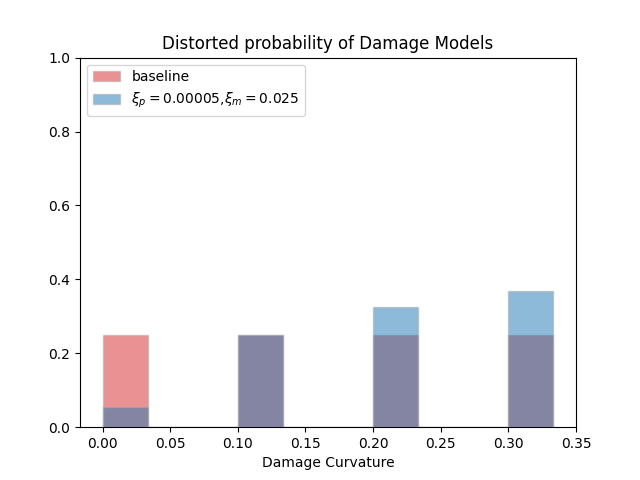 Distorted probability of Damage Models
1.0
0.8
0.6
0.4
0.2
0.0
baseline
ξₚ = 0.00005,ξₘ = 0.025
0.00 0.05 0.10 0.15 0.20 0.25 0.30 0.35
Damage Curvature